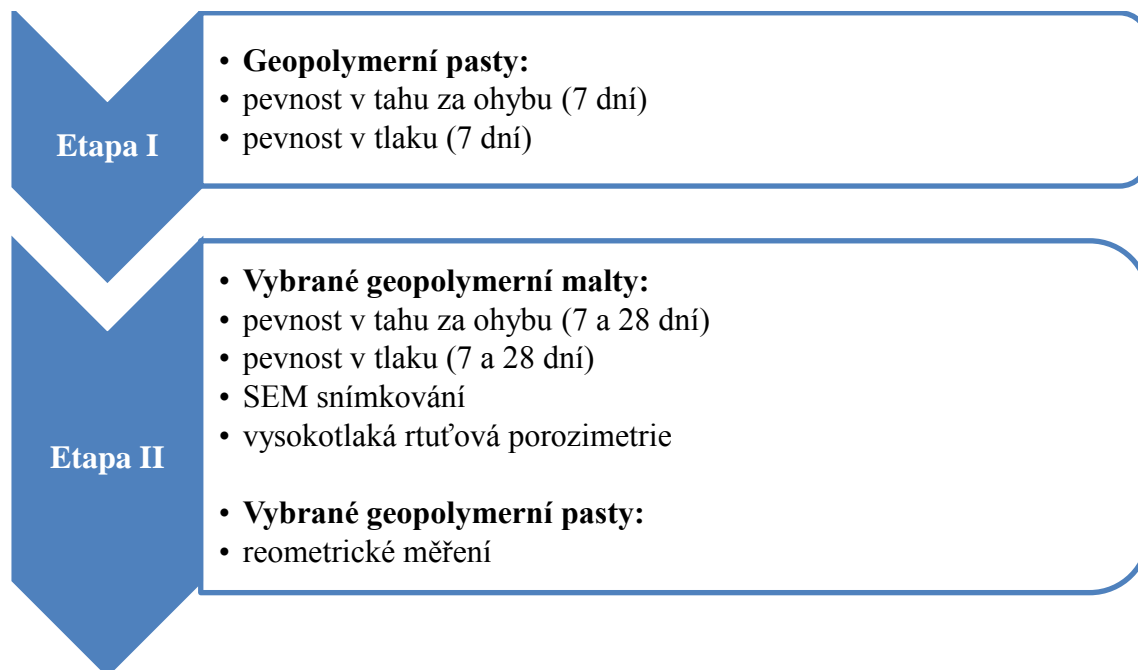 Etapa I
• Geopolymerní pasty:
• pevnost v tahu za ohybu (7 dní)
• pevnost v tlaku (7 dní)
Etapa II
• Vybrané geopolymerní malty:
• pevnost v tahu za ohybu (7 a 28 dní)
• pevnost v tlaku (7 a 28 dní)
• SEM snímkování
• vysokotlaká rtuťová porozimetrie
• Vybrané geopolymerní pasty:
• reometrické měření